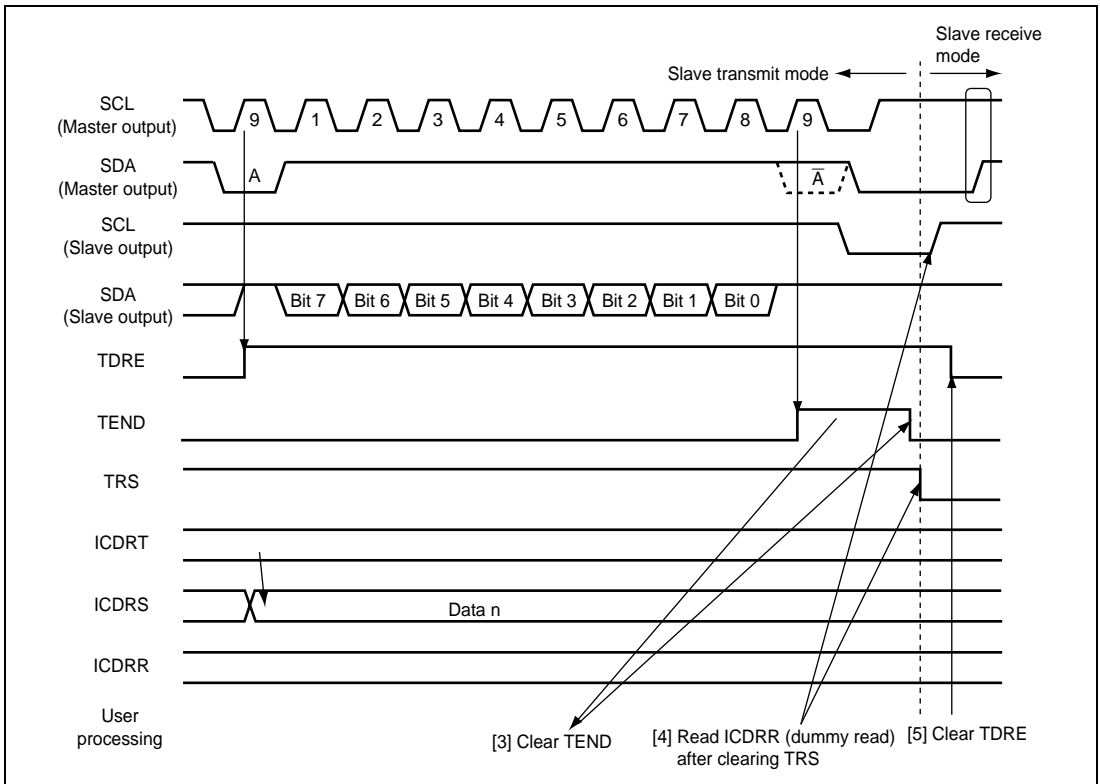 Slave receive
mode
Slave transmit mode
SCL
(Master output)
9 1 2 3 4 5 6 7 8 9
SDA
(Master output)
A A̅
SCL
(Slave output)
SDA
(Slave output)
Bit 7 Bit 6 Bit 5 Bit 4 Bit 3 Bit 2 Bit 1 Bit 0
TDRE
TEND
TRS
ICDRT
ICDRS
Data n
ICDRR
User
processing
[3] Clear TEND
[4] Read ICDRR (dummy read)
after clearing TRS
[5] Clear TDRE